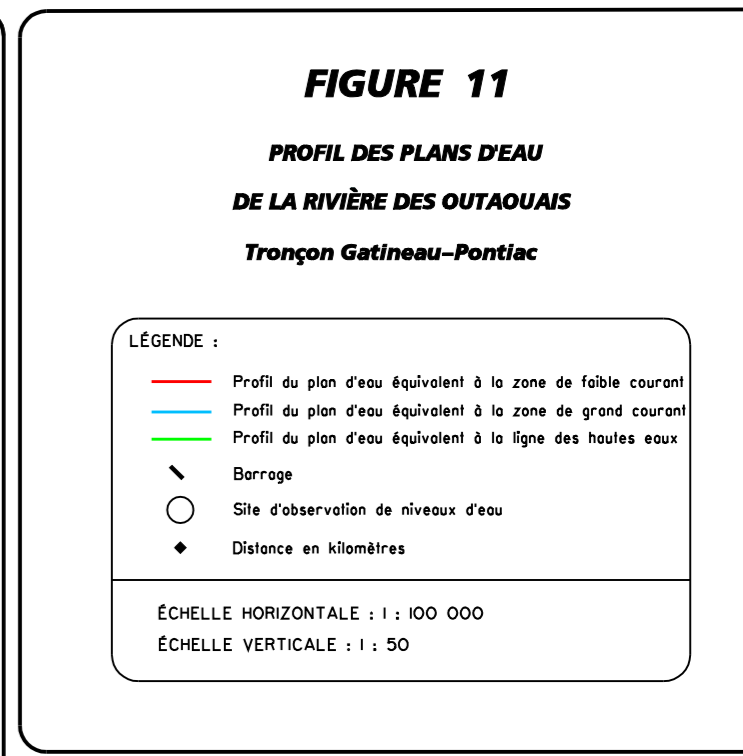 FIGURE 11
PROFIL DES PLANS D'EAU
DE LA RIVIÈRE DES OUTAOUAIS
Tronçon Gatineau–Pontiac
LÉGENDE :
Profil du plan d'eau équivalent à la zone de faible courant
Profil du plan d'eau équivalent à la zone de grand courant
Profil du plan d'eau équivalent à la ligne des hautes eaux
Barrage
Site d'observation de niveaux d'eau
Distance en kilomètres
ÉCHELLE HORIZONTALE : 1 : 100 000
ÉCHELLE VERTICALE : 1 : 50